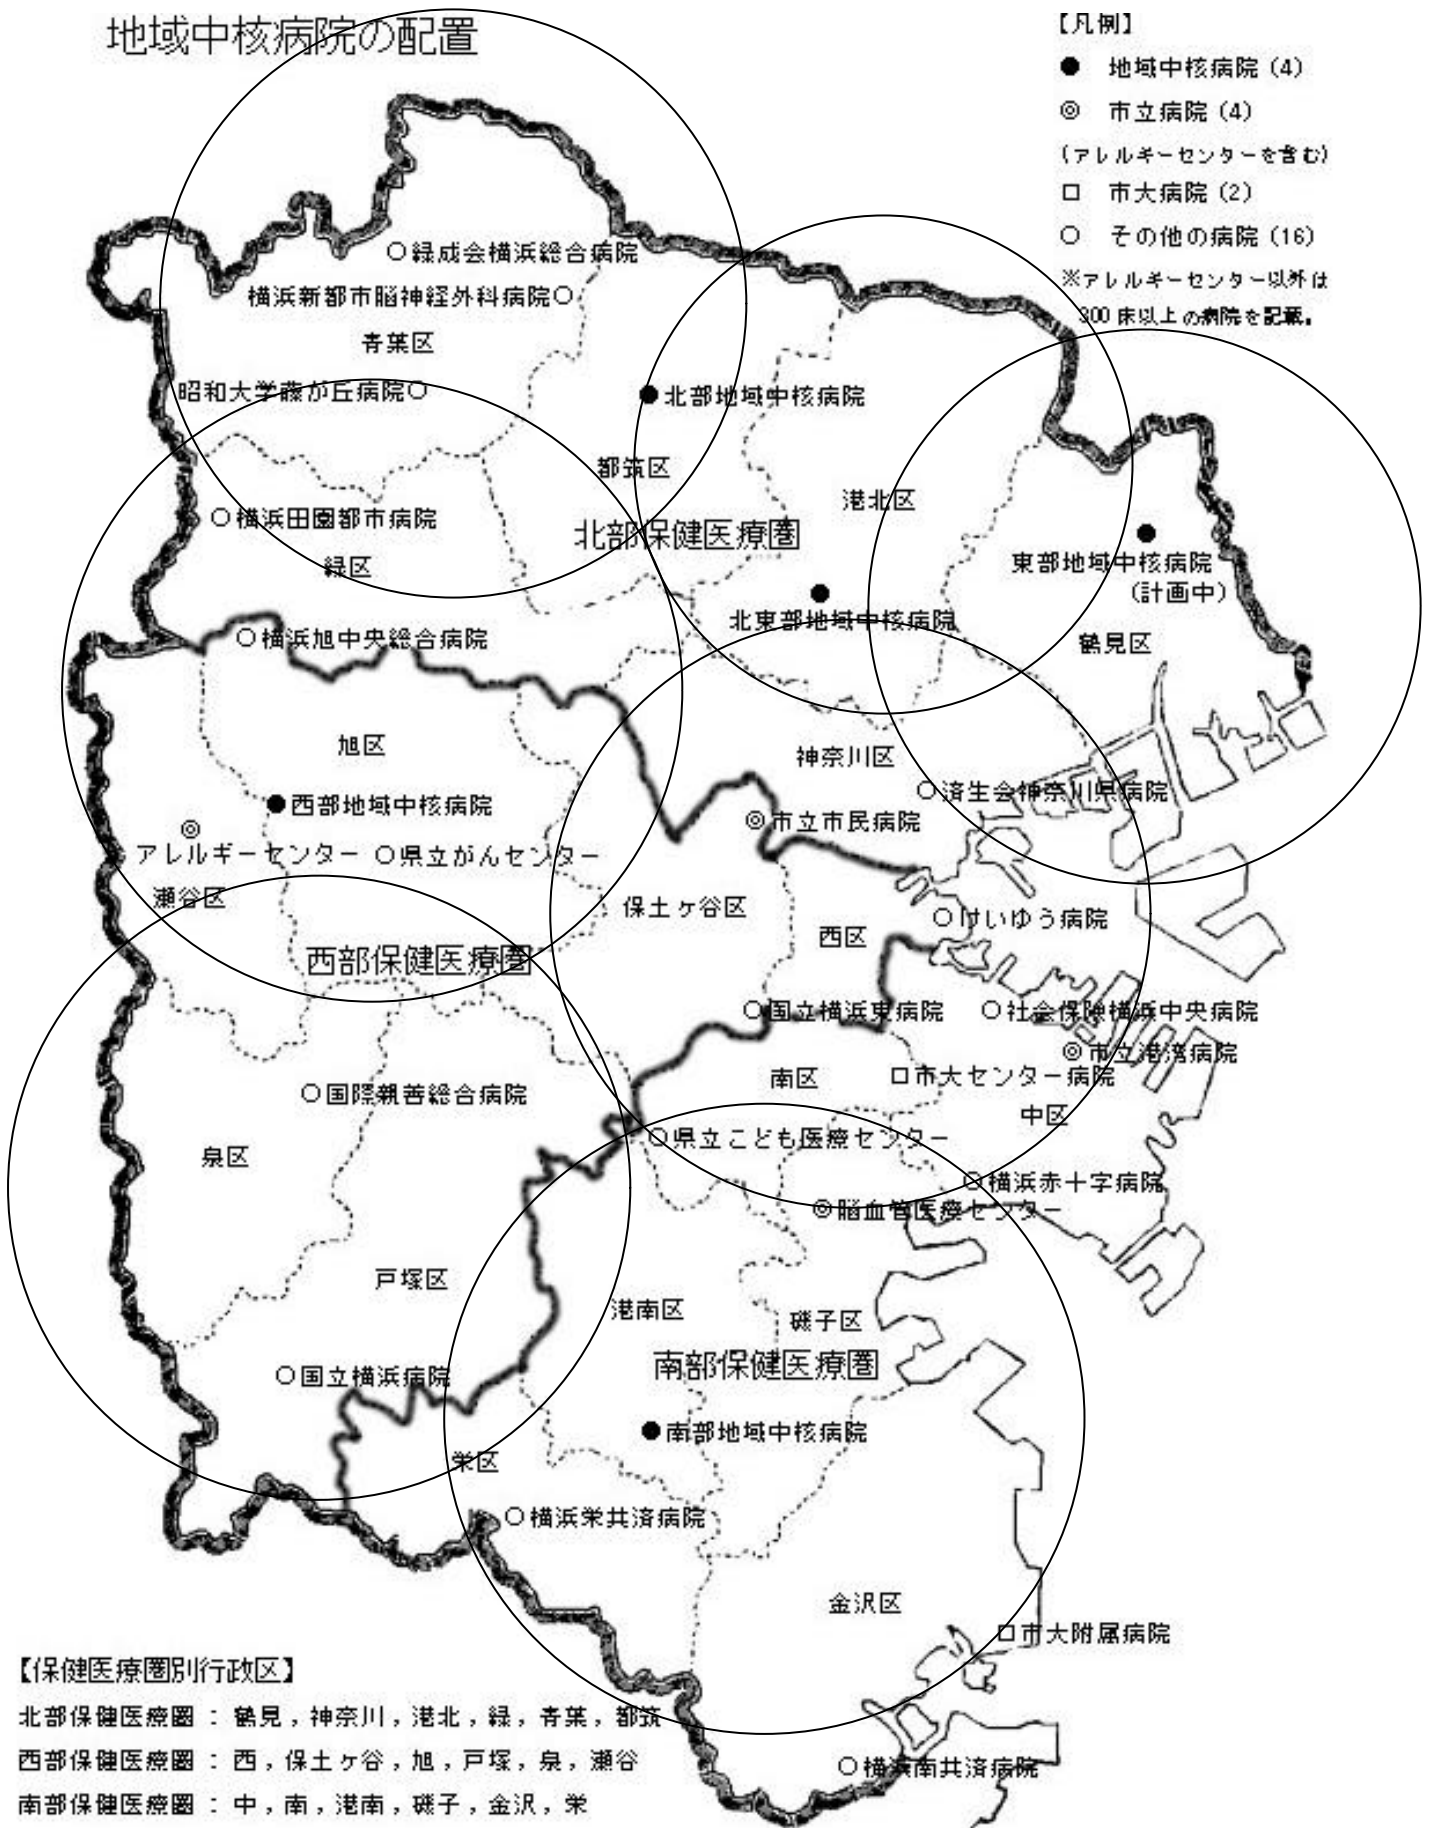 地域中核病院の配置
【凡例】
● 地域中核病院(4)
◎ 市立病院(4)
(アレルギーセンターを含む)
□ 市大病院(2)
○ その他の病院(16)
※アレルギーセンター以外は
300床以上の病院を記載。
○緑成会横浜総合病院
横浜新都市脳神経外科病院○
青葉区
昭和大学藤が丘病院○
●北部地域中核病院
都筑区
港北区
○横浜田園都市病院
北部保健医療圏
緑区
東部地域中核病院
(計画中)
北東部地域中核病院
鶴見区
○横浜旭中央総合病院
旭区
神奈川区
○済生会神奈川県病院
●西部地域中核病院
◎市立市民病院
アレルギーセンター
○県立がんセンター
瀬谷区
保土ヶ谷区
○けいゆう病院
西区
西部保健医療圏
○国立横浜東病院
○社会保険横浜中央病院
◎市立港湾病院
南区
□市大センター病院
○国際親善総合病院
中区
○県立こども医療センター
泉区
○横浜赤十字病院
◎脳血管医療センター
戸塚区
港南区
磯子区
南部保健医療圏
○国立横浜病院
●南部地域中核病院
栄区
○横浜栄共済病院
金沢区
□市大附属病院
○横浜南共済病院
【保健医療圏別行政区】
北部保健医療圏 : 鶴見,神奈川,港北,緑,青葉,都筑
西部保健医療圏 : 西,保土ヶ谷,旭,戸塚,泉,瀬谷
南部保健医療圏 : 中,南,港南,磯子,金沢,栄